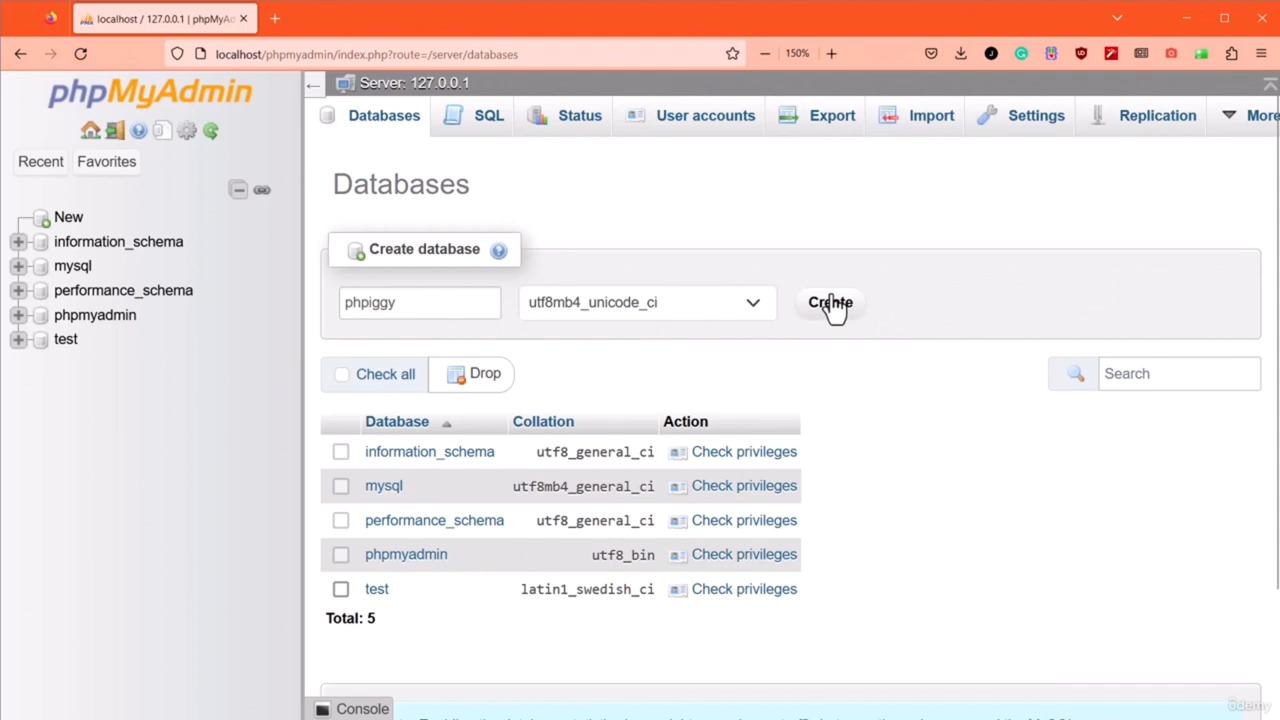 localhost / 127.0.0.1 | phpMyAd
localhost/phpmyadmin/index.php?route=/server/databases
150%
phpMyAdmin
Recent
Favorites
New
information_schema
mysql
performance_schema
phpmyadmin
test
Server: 127.0.0.1
Databases
SQL
Status
User accounts
Export
Import
Settings
Replication
More
Databases
Create database
phpiggy
utf8mb4_unicode_ci
Create
Check all
Drop
Search
Database Collation Action
information_schema utf8_general_ci Check privileges
mysql utf8mb4_general_ci Check privileges
performance_schema utf8_general_ci Check privileges
phpmyadmin utf8_bin Check privileges
test latin1_swedish_ci Check privileges
Total: 5
Console
ûdemy